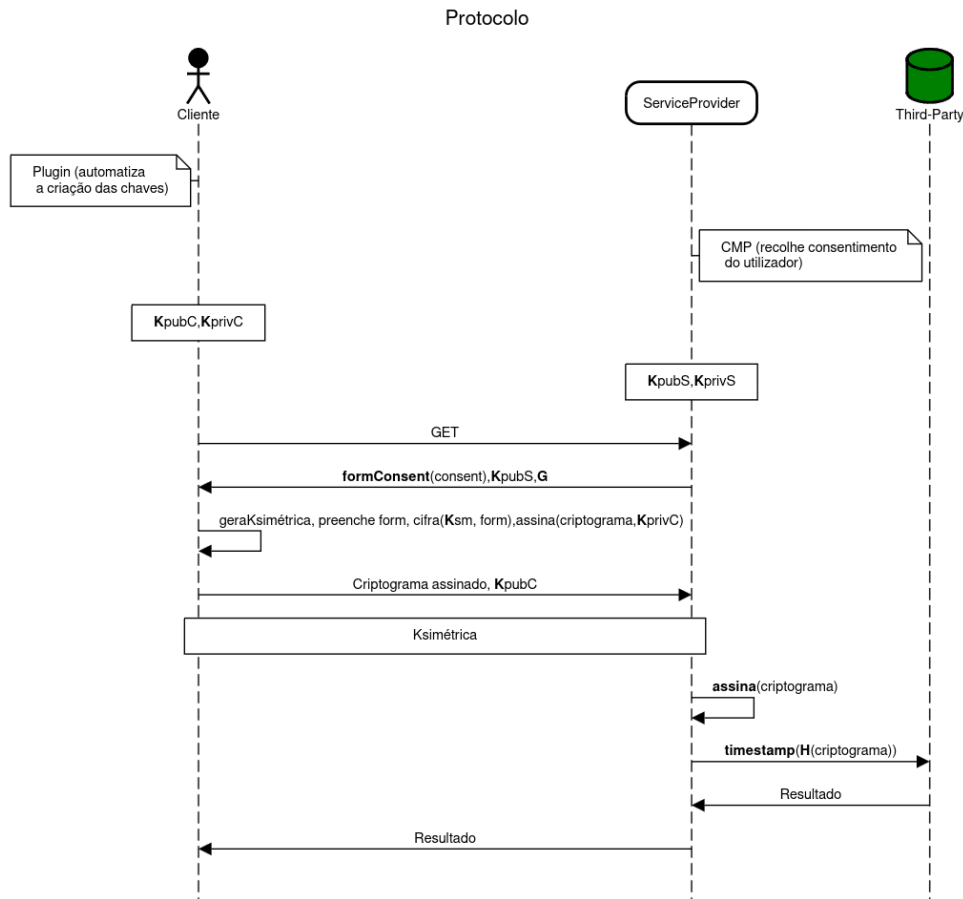 Protocolo
Cliente
ServiceProvider
Third-Party
Plugin (automatiza
a criação das chaves)
CMP (recolhe consentimento
do utilizador)
KpubC,KprivC
KpubS,KprivS
GET
formConsent(consent),KpubS,G
geraKsimétrica, preenche form, cifra(Ksm, form),assina(criptograma,KprivC)
Criptograma assinado, KpubC
Ksimétrica
assina(criptograma)
timestamp(H(criptograma))
Resultado
Resultado